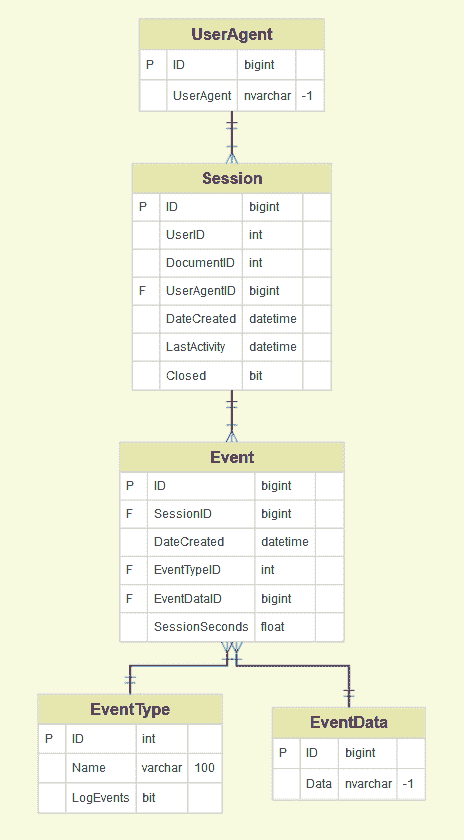 UserAgent
P ID bigint
UserAgent nvarchar -1
Session
P ID bigint
UserID int
DocumentID int
F UserAgentID bigint
DateCreated datetime
LastActivity datetime
Closed bit
Event
P ID bigint
F SessionID bigint
DateCreated datetime
F EventTypeID int
F EventDataID bigint
SessionSeconds float
EventType
P ID int
Name varchar 100
LogEvents bit
EventData
P ID bigint
Data nvarchar -1